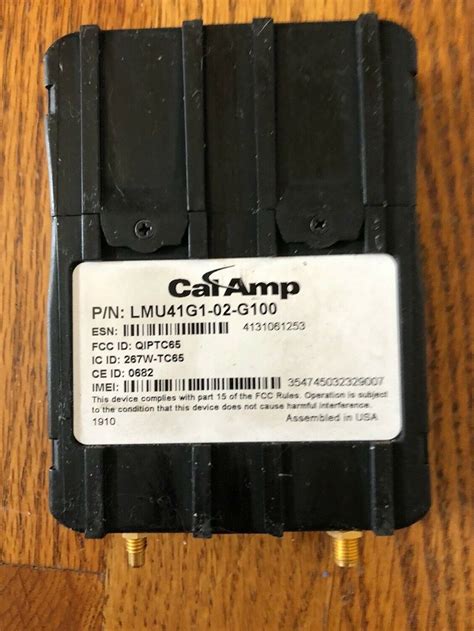 CalAmp
P/N: LMU41G1-02-G100
ESN: 4131061253
FCC ID: QIPTC65
IC ID: 267W-TC65
CE ID: 0682
IMEI: 354745032329007
This device complies with part 15 of the FCC Rules. Operation is subject
to the condition that this device does not cause harmful interference.
1910 Assembled in USA